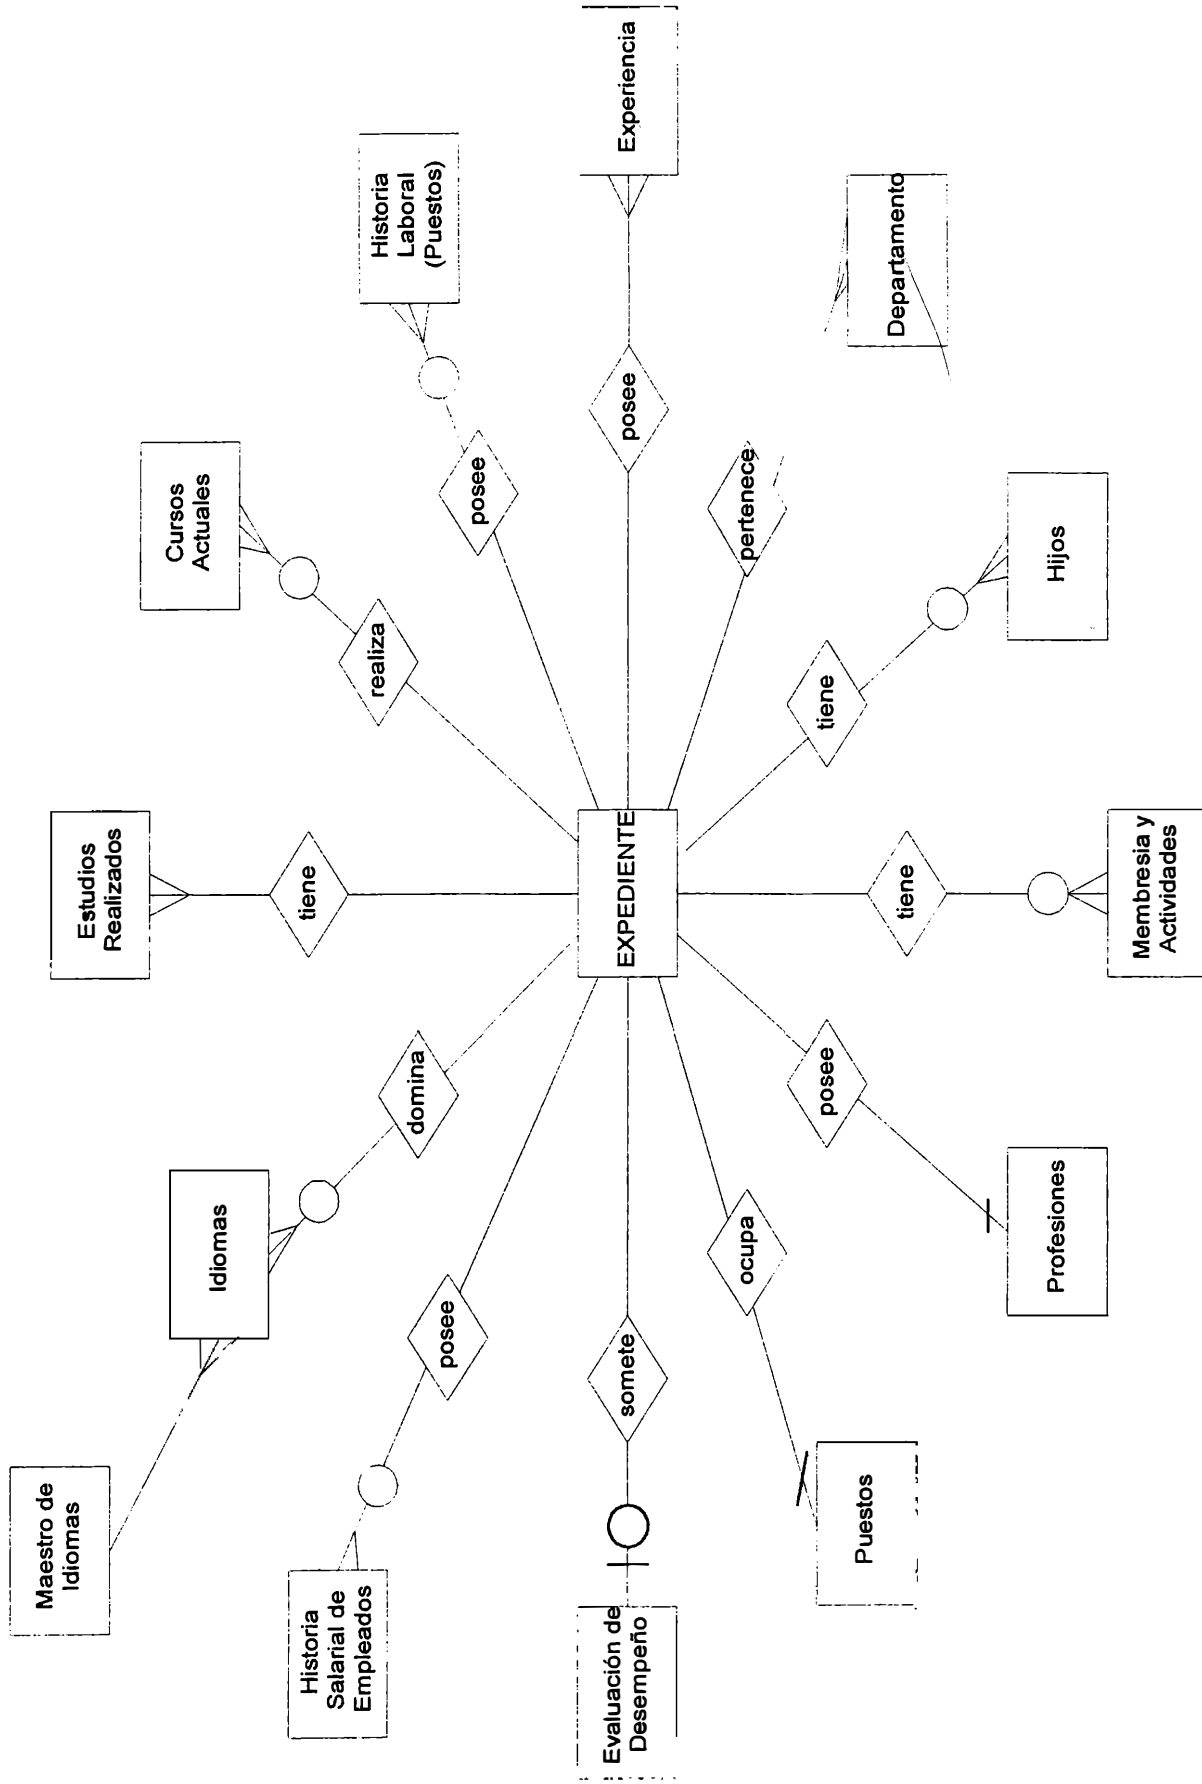 Maestro de
Idiomas
Estudios
Realizados
Cursos
Actuales
Idiomas
Historia
Salarial de
Empleados
tiene
Historia
Laboral
(Puestos)
realiza
domina
posee
posee
Evaluación de
Desempeño
somete
EXPEDIENTE
posee
Experiencia
ocupa
pertenece
posee
tiene
Puestos
Departamento
tiene
Profesiones
Hijos
Membresia y
Actividades